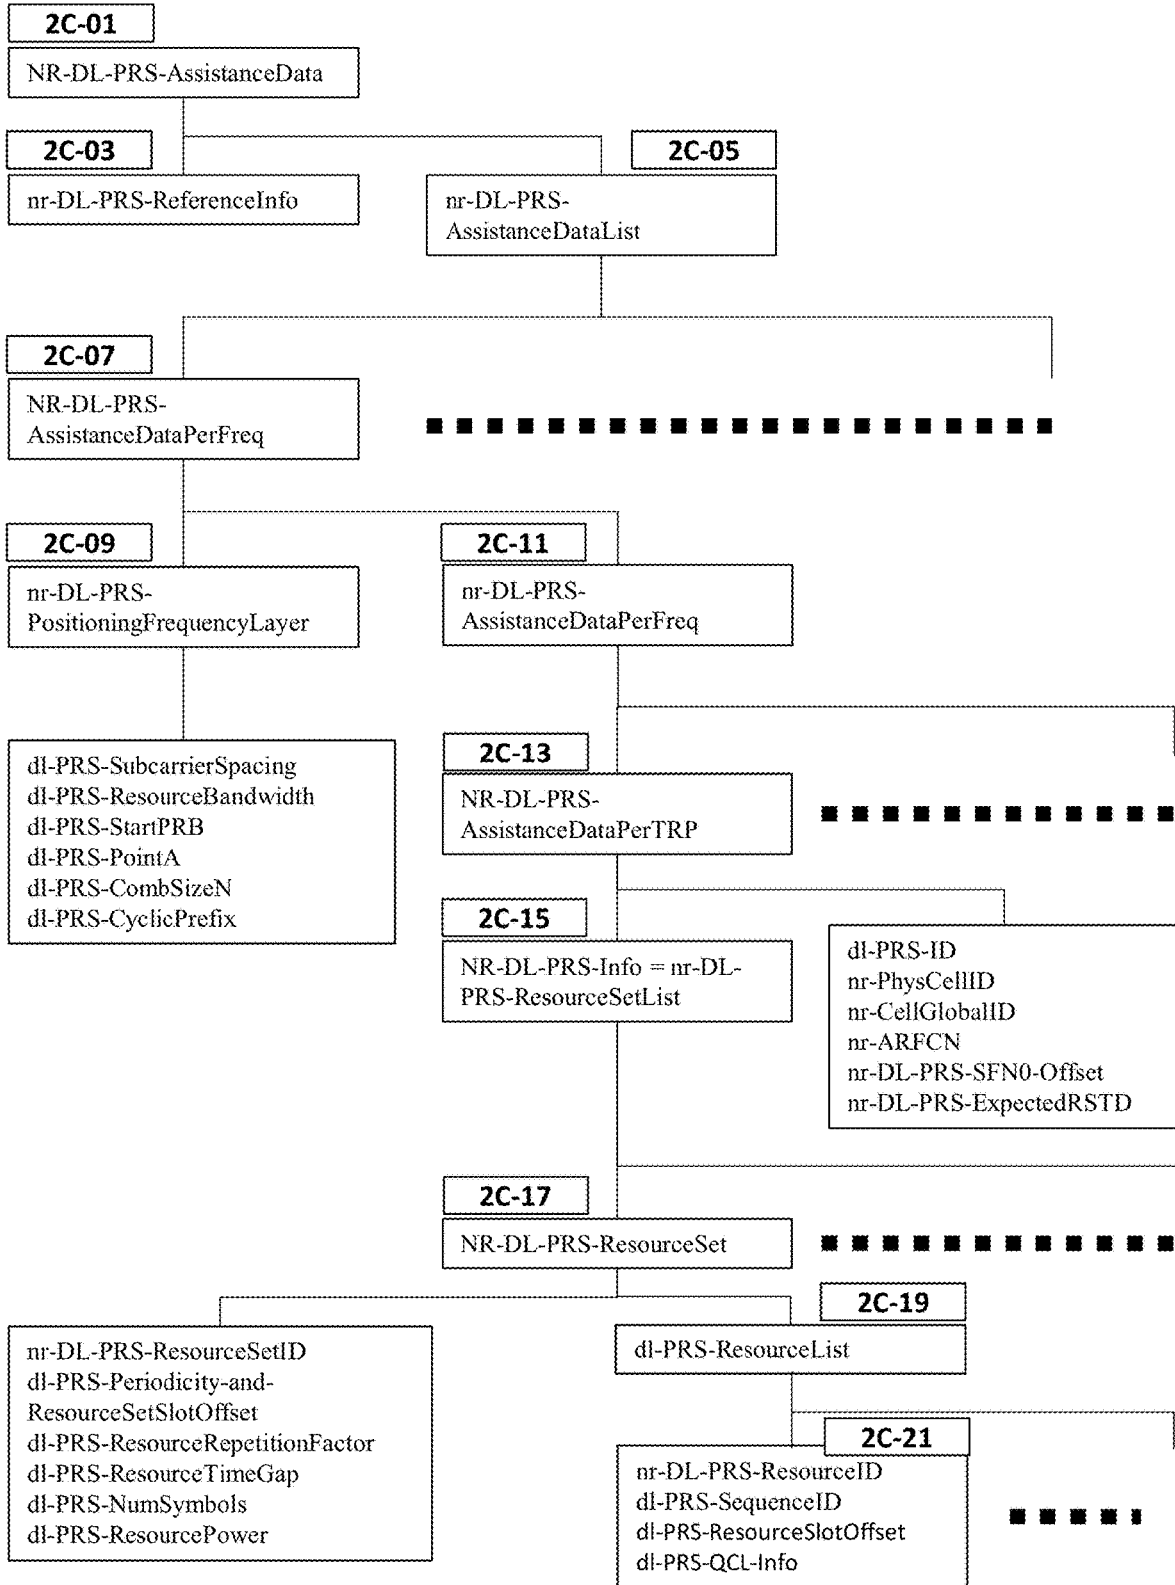 2C-01
NR-DL-PRS-AssistanceData
2C-03
nr-DL-PRS-ReferenceInfo
2C-05
nr-DL-PRS-
AssistanceDataList
2C-07
NR-DL-PRS-
AssistanceDataPerFreq
2C-09
nr-DL-PRS-
PositioningFrequencyLayer
2C-11
nr-DL-PRS-
AssistanceDataPerFreq
dl-PRS-SubcarrierSpacing
dl-PRS-ResourceBandwidth
dl-PRS-StartPRB
dl-PRS-PointA
dl-PRS-CombSizeN
dl-PRS-CyclicPrefix
2C-13
NR-DL-PRS-
AssistanceDataPerTRP
2C-15
NR-DL-PRS-Info = nr-DL-
PRS-ResourceSetList
dl-PRS-ID
nr-PhysCellID
nr-CellGlobalID
nr-ARFCN
nr-DL-PRS-SFN0-Offset
nr-DL-PRS-ExpectedRSTD
2C-17
NR-DL-PRS-ResourceSet
nr-DL-PRS-ResourceSetID
dl-PRS-Periodicity-and-
ResourceSetSlotOffset
dl-PRS-ResourceRepetitionFactor
dl-PRS-ResourceTimeGap
dl-PRS-NumSymbols
dl-PRS-ResourcePower
2C-19
dl-PRS-ResourceList
2C-21
nr-DL-PRS-ResourceID
dl-PRS-SequenceID
dl-PRS-ResourceSlotOffset
dl-PRS-QCL-Info